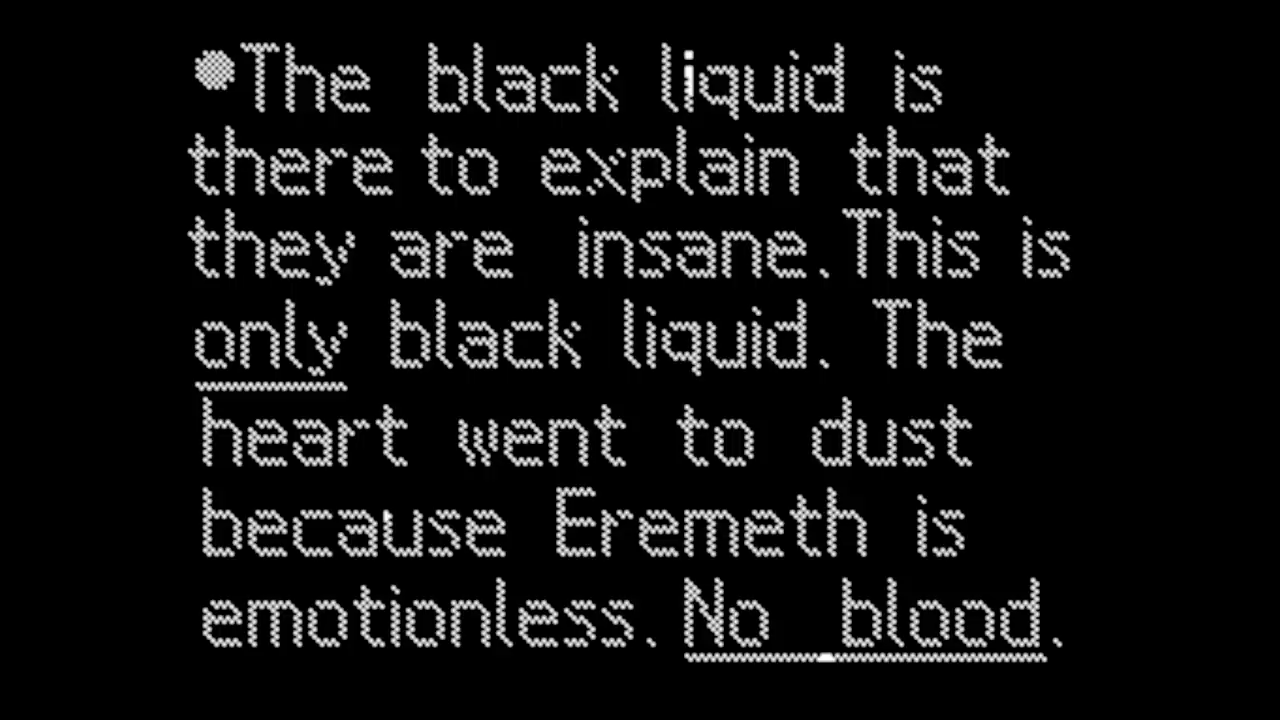 ●The black liquid is
there to explain that
they are insane. This is
only black liquid. The
heart went to dust
because Eremeth is
emotionless. No blood.